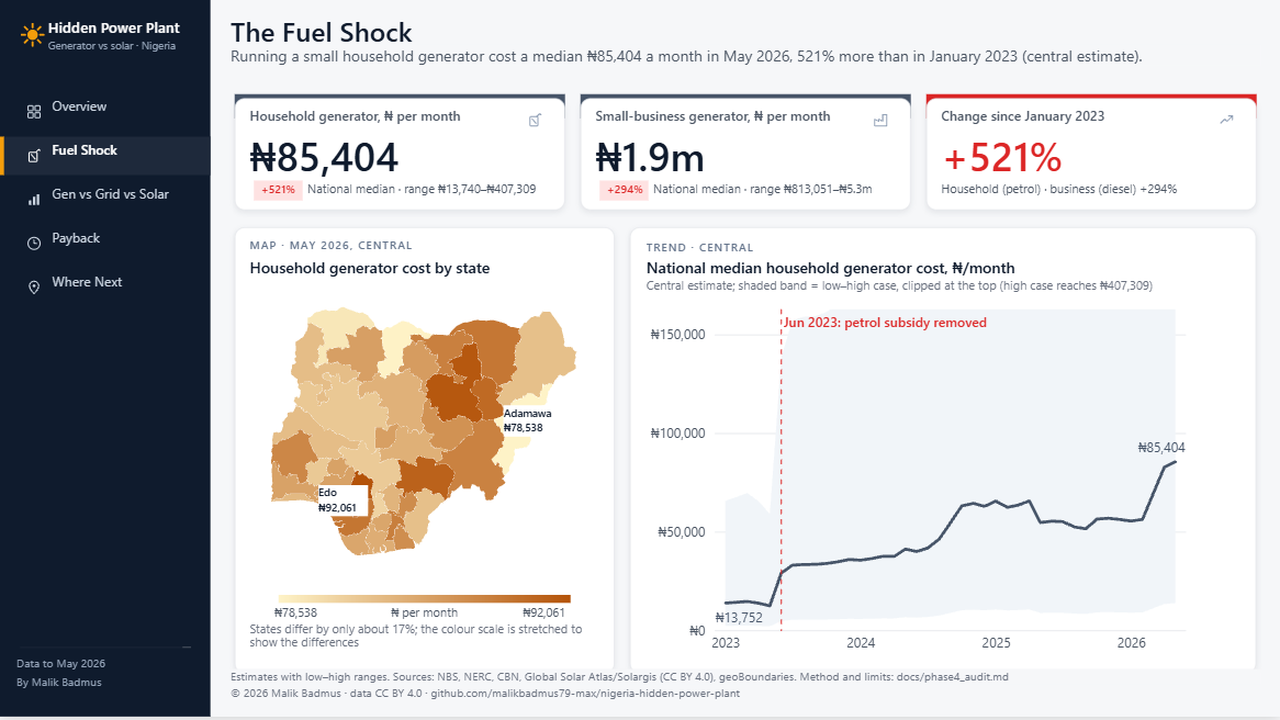 Hidden Power Plant
Generator vs solar · Nigeria
Overview
Fuel Shock
Gen vs Grid vs Solar
Payback
Where Next
Data to May 2026
By Malik Badmus
The Fuel Shock
Running a small household generator cost a median ₦85,404 a month in May 2026, 521% more than in January 2023 (central estimate).
Household generator, ₦ per month
₦85,404
+521% National median · range ₦13,740–₦407,309
Small-business generator, ₦ per month
₦1.9m
+294% National median · range ₦813,051–₦5.3m
Change since January 2023
+521%
Household (petrol) · business (diesel) +294%
MAP · MAY 2026, CENTRAL
Household generator cost by state
Adamawa
₦78,538
Edo
₦92,061
₦78,538 ₦ per month ₦92,061
States differ by only about 17%; the colour scale is stretched to
show the differences
TREND · CENTRAL
National median household generator cost, ₦/month
Central estimate; shaded band = low–high case, clipped at the top (high case reaches ₦407,309)
Jun 2023: petrol subsidy removed
₦150,000
₦100,000
₦85,404
₦50,000
₦13,752
₦0
2023 2024 2025 2026
Estimates with low–high ranges. Sources: NBS, NERC, CBN, Global Solar Atlas/Solargis (CC BY 4.0), geoBoundaries. Method and limits: docs/phase4_audit.md
© 2026 Malik Badmus · data CC BY 4.0 · github.com/malikbadmus79-max/nigeria-hidden-power-plant